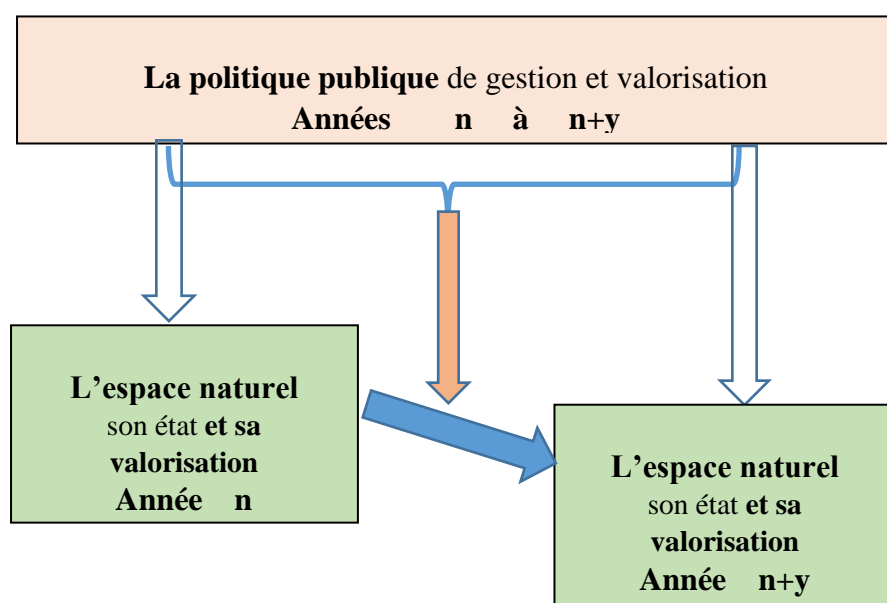 La politique publique de gestion et valorisation
Années n à n+y
L’espace naturel
son état et sa
valorisation
Année n
L’espace naturel
son état et sa
valorisation
Année n+y